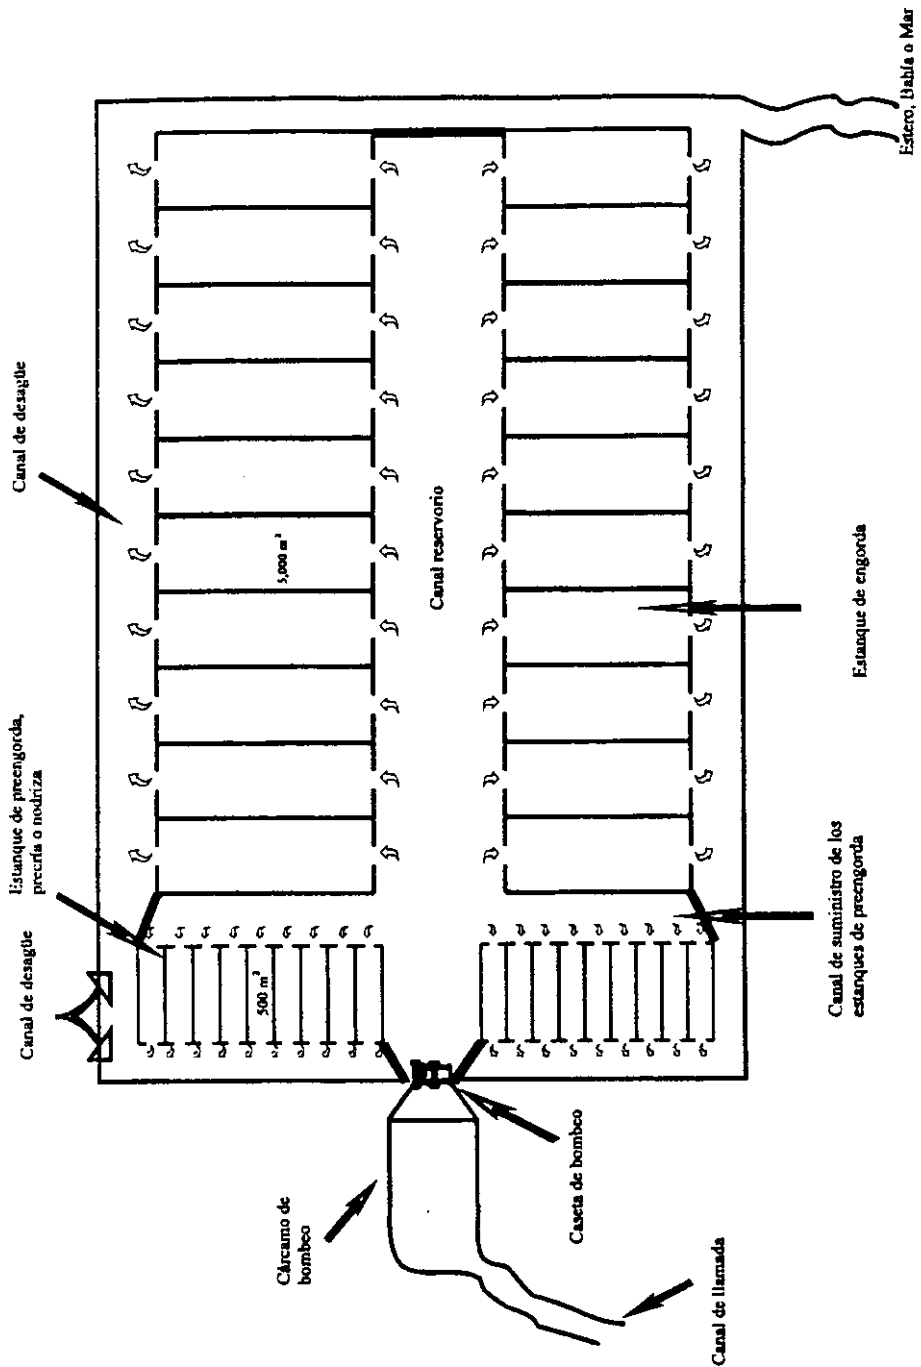 Canal de desagüe
Estanque de preengorda,
precría o nodriza
Canal de desagüe
500 m²
5,000 m²
Canal reservorio
Cárcamo de
bombeo
Caseta de bombeo
Canal de llamada
Canal de suministro de los
estanques de preengorda
Estanque de engorda
Estero, Bahía o Mar